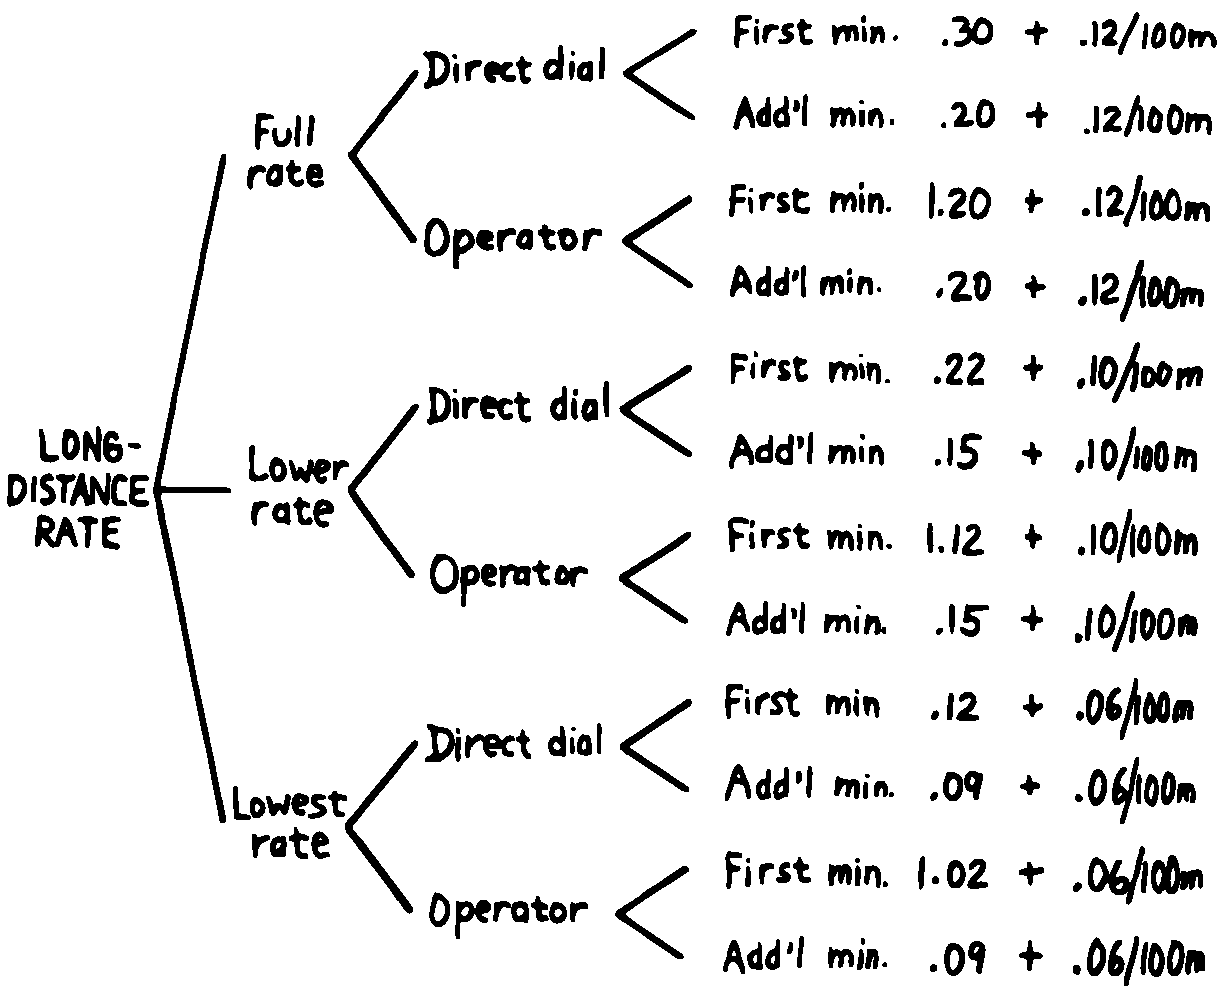 LONG-
DISTANCE
RATE
Full
rate
Direct dial
First min. .30 + .12/100m
Add'l min. .20 + .12/100m
Operator
First min. 1.20 + .12/100m
Add'l min. .20 + .12/100m
Lower
rate
Direct dial
First min. .22 + .10/100m
Add'l min .15 + .10/100m
Operator
First min. 1.12 + .10/100m
Add'l min. .15 + .10/100m
Lowest
rate
Direct dial
First min .12 + .06/100m
Add'l min. .09 + .06/100m
Operator
First min. 1.02 + .06/100m
Add'l min. .09 + .06/100m